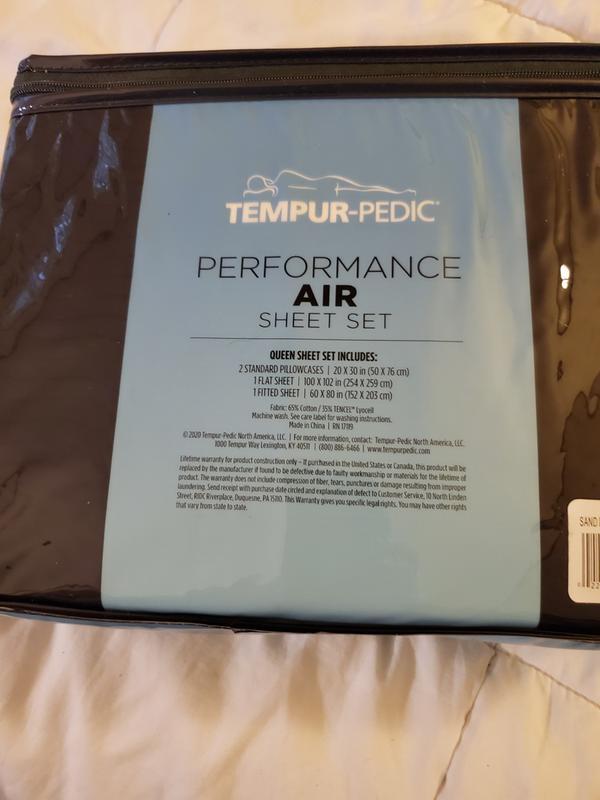 TEMPUR-PEDIC®
PERFORMANCE
AIR
SHEET SET
QUEEN SHEET SET INCLUDES:
2 STANDARD PILLOWCASES | 20 X 30 in (50 X 76 cm)
1 FLAT SHEET | 100 X 102 in (254 X 259 cm)
1 FITTED SHEET | 60 X 80 in (152 X 203 cm)
Fabric: 65% Cotton / 35% TENCEL™ Lyocell
Machine wash. See care label for washing instructions.
Made in China | RN 17119
© 2020 Tempur-Pedic North America, LLC. | For more information, contact: Tempur-Pedic North America, LLC.
1000 Tempur Way Lexington, KY 40511 | (800) 886-6466 | www.tempurpedic.com
Lifetime warranty for product construction only – If purchased in the United States or Canada, this product will be
replaced by the manufacturer if found to be defective due to faulty workmanship or materials for the lifetime of
product. The warranty does not include compression of fiber, tears, punctures or damage resulting from improper
laundering. Send receipt with purchase date circled and explanation of defect to Customer Service, 10 North Linden
Street, RIDC Riverplace, Duquesne, PA 15110. This Warranty gives you specific legal rights. You may have other rights
that vary from state to state.
SAND
0 22